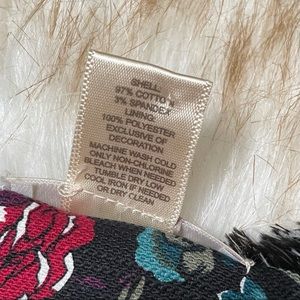 SHELL:
97% COTTON
3% SPANDEX
LINING:
100% POLYESTER
EXCLUSIVE OF
DECORATION
MACHINE WASH COLD
ONLY NON-CHLORINE
BLEACH WHEN NEEDED
TUMBLE DRY LOW
COOL IRON IF NEEDED
OR DRY CLEAN